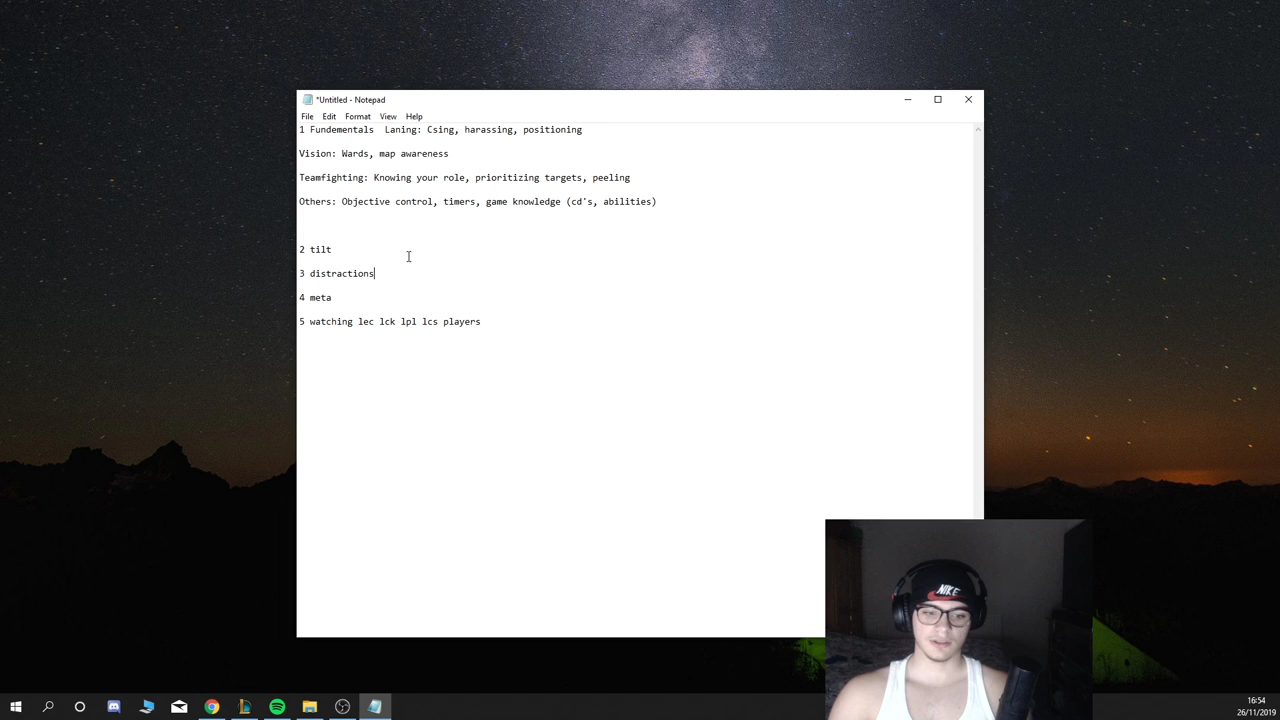 *Untitled - Notepad
File Edit Format View Help
1 Fundementals  Laning: Csing, harassing, positioning
Vision: Wards, map awareness
Teamfighting: Knowing your role, prioritizing targets, peeling
Others: Objective control, timers, game knowledge (cd's, abilities)
2 tilt
3 distractions
4 meta
5 watching lec lck lpl lcs players
NIKE
16:54
26/11/2019